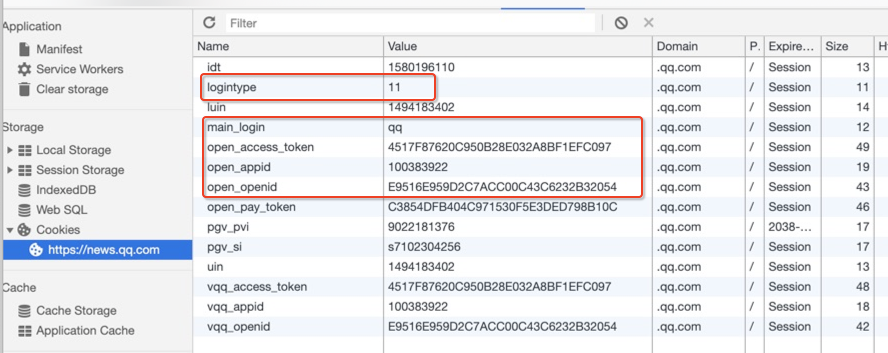 Application
Manifest
Service Workers
Clear storage
Storage
Local Storage
Session Storage
IndexedDB
Web SQL
Cookies
https://news.qq.com
Cache
Cache Storage
Application Cache
Filter
Name Value Domain P. Expire... Size
idt 1580196110 .qq.com / Session 13
logintype 11 .qq.com / Session 11
luin 1494183402 .qq.com / Session 14
main_login qq .qq.com / Session 12
open_access_token 4517F87620C950B28E032A8BF1EFC097 .qq.com / Session 49
open_appid 100383922 .qq.com / Session 19
open_openid E9516E959D2C7ACC00C43C6232B32054 .qq.com / Session 43
open_pay_token C3854DFB404C971530F5E3DED798B10C .qq.com / Session 46
pgv_pvi 9022181376 .qq.com / 2038-... 17
pgv_si s7102304256 .qq.com / Session 17
uin 1494183402 .qq.com / Session 13
vqq_access_token 4517F87620C950B28E032A8BF1EFC097 .qq.com / Session 48
vqq_appid 100383922 .qq.com / Session 18
vqq_openid E9516E959D2C7ACC00C43C6232B32054 .qq.com / Session 42